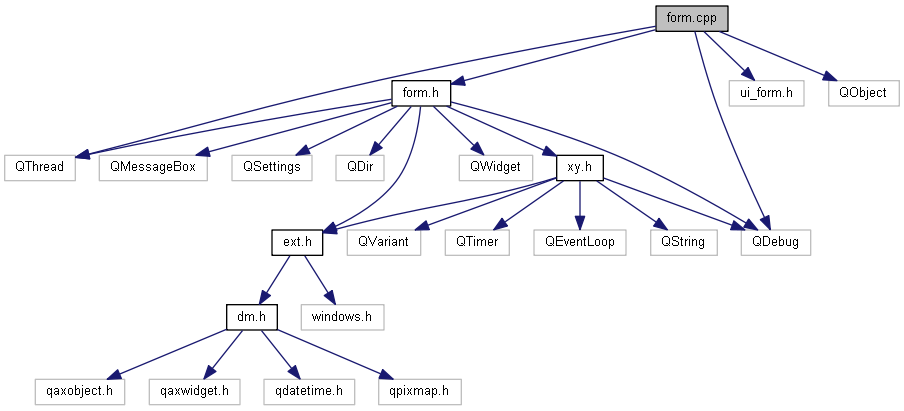 form.cpp
form.h
ui_form.h
QObject
QThread
QMessageBox
QSettings
QDir
QWidget
xy.h
ext.h
QVariant
QTimer
QEventLoop
QString
QDebug
dm.h
windows.h
qaxobject.h
qaxwidget.h
qdatetime.h
qpixmap.h